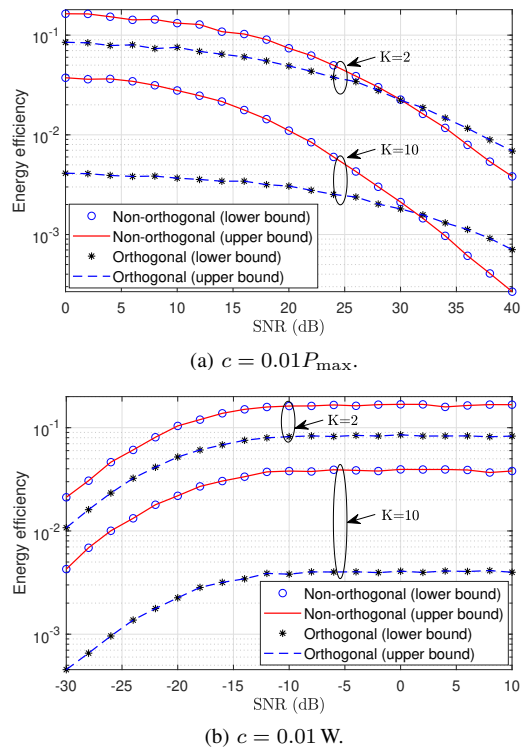 10^{-1}
10^{-2}
10^{-3}
Energy efficiency
K=2
K=10
Non-orthogonal (lower bound)
Non-orthogonal (upper bound)
Orthogonal (lower bound)
Orthogonal (upper bound)
0 5 10 15 20 25 30 35 40
SNR (dB)
(a) c = 0.01P_{max}.
10^{-1}
10^{-2}
10^{-3}
Energy efficiency
K=2
K=10
Non-orthogonal (lower bound)
Non-orthogonal (upper bound)
Orthogonal (lower bound)
Orthogonal (upper bound)
-30 -25 -20 -15 -10 -5 0 5 10
SNR (dB)
(b) c = 0.01 W.